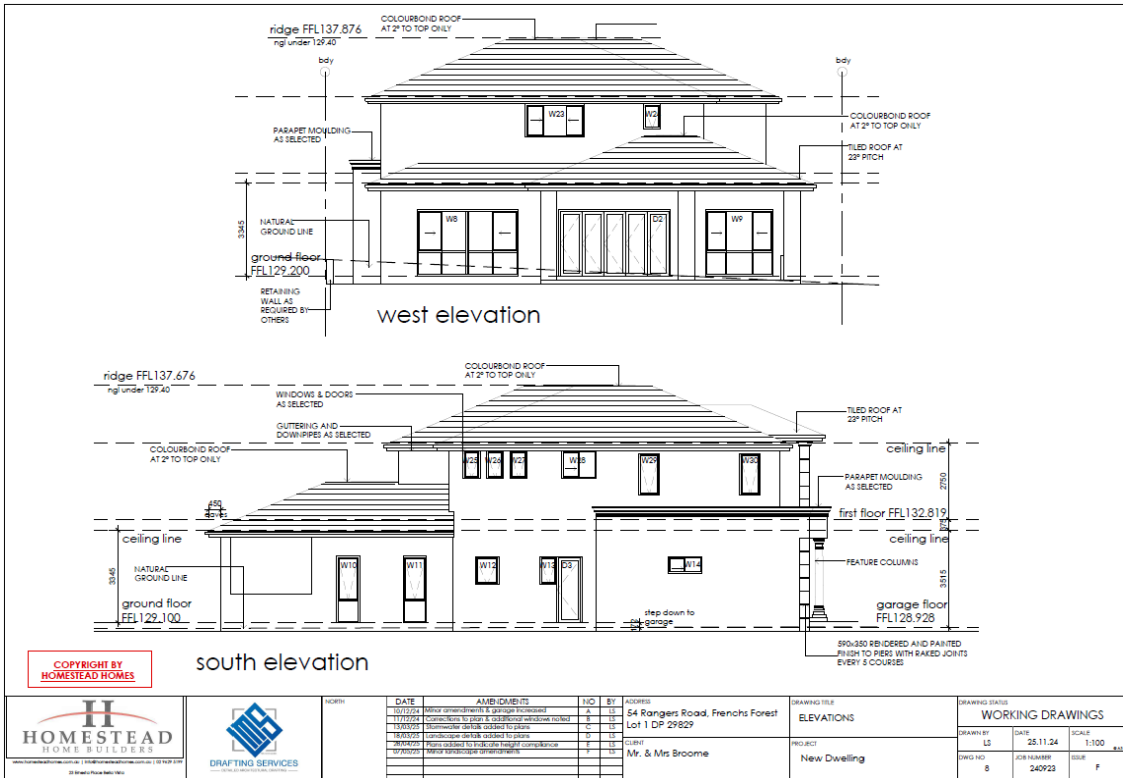 COLOURBOND ROOF
AT 2° TO TOP ONLY
ridge FFL137.876
ngl under 129.40
bdy
bdy
W23
COLOURBOND ROOF
AT 2° TO TOP ONLY
PARAPET MOULDING
AS SELECTED
TILED ROOF AT
23° PITCH
W8
D2
W9
3345
NATURAL
GROUND LINE
ground floor
FFL129.200
RETAINING
WALL AS
REQUIRED BY
OTHERS
west elevation
COLOURBOND ROOF
AT 2° TO TOP ONLY
ridge FFL137.676
ngl under 129.40
WINDOWS & DOORS
AS SELECTED
TILED ROOF AT
23° PITCH
GUTTERING AND
DOWNPIPES AS SELECTED
COLOURBOND ROOF
AT 2° TO TOP ONLY
ceiling line
W25
W26
W27
W28
W29
W30
PARAPET MOULDING
AS SELECTED
2750
450
eaves
first floor FFL132.819
375
ceiling line
ceiling line
W10
W11
W12
W13
D3
W14
FEATURE COLUMNS
3345
NATURAL
GROUND LINE
3515
ground floor
FFL129.100
garage floor
FFL128.928
step down to
garage
172
590x350 RENDERED AND PAINTED
FINISH TO PIERS WITH RAKED JOINTS
EVERY 5 COURSES
south elevation
COPYRIGHT BY
HOMESTEAD HOMES
H
HOMESTEAD
HOME BUILDERS
DRAFTING SERVICES
NORTH
DATE AMENDMENTS NO BY
10/12/24 Minor amendments & garage increased A LS
11/12/24 Corrections to plan & additional windows noted B LS
13/03/25 Stormwater details added to plans C LS
18/03/25 Landscape details added to plans D LS
28/04/25 Plans added to indicate height compliance E LS
07/05/25 Minor landscape amendments F LS
ADDRESS
54 Rangers Road, Frenchs Forest
Lot 1 DP 29829
CLIENT
Mr. & Mrs Broome
DRAWING TITLE
ELEVATIONS
PROJECT
New Dwelling
DRAWING STATUS
WORKING DRAWINGS
DRAWN BY DATE SCALE
LS 25.11.24 1:100
DWG NO JOB NUMBER ISSUE
8 240923 F